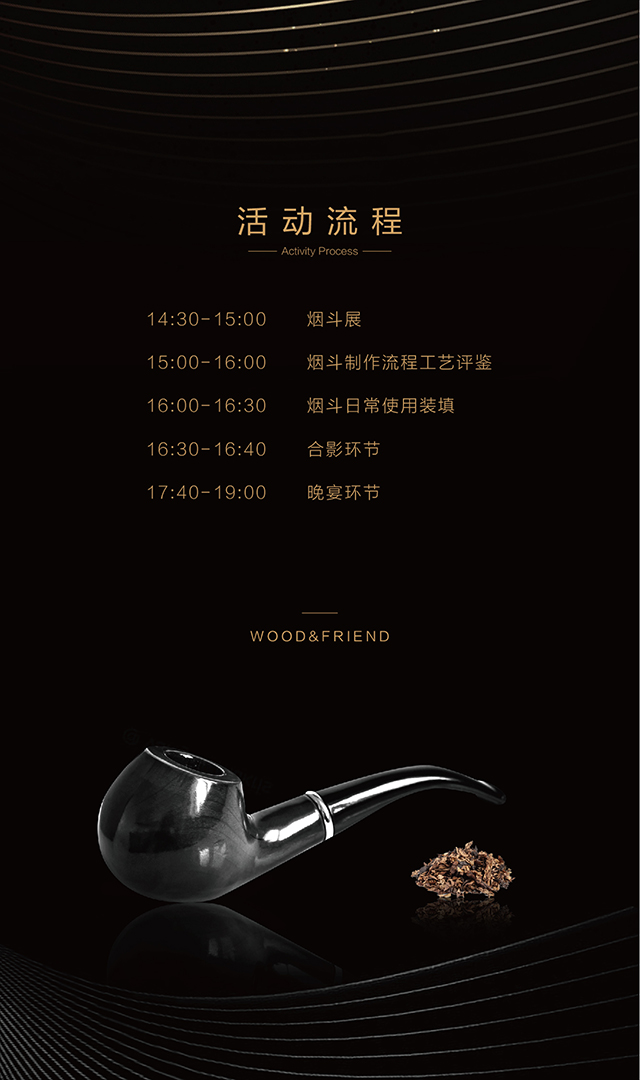 活动流程
Activity Process
14:30-15:00 烟斗展
15:00-16:00 烟斗制作流程工艺评鉴
16:00-16:30 烟斗日常使用装填
16:30-16:40 合影环节
17:40-19:00 晚宴环节
WOOD&FRIEND